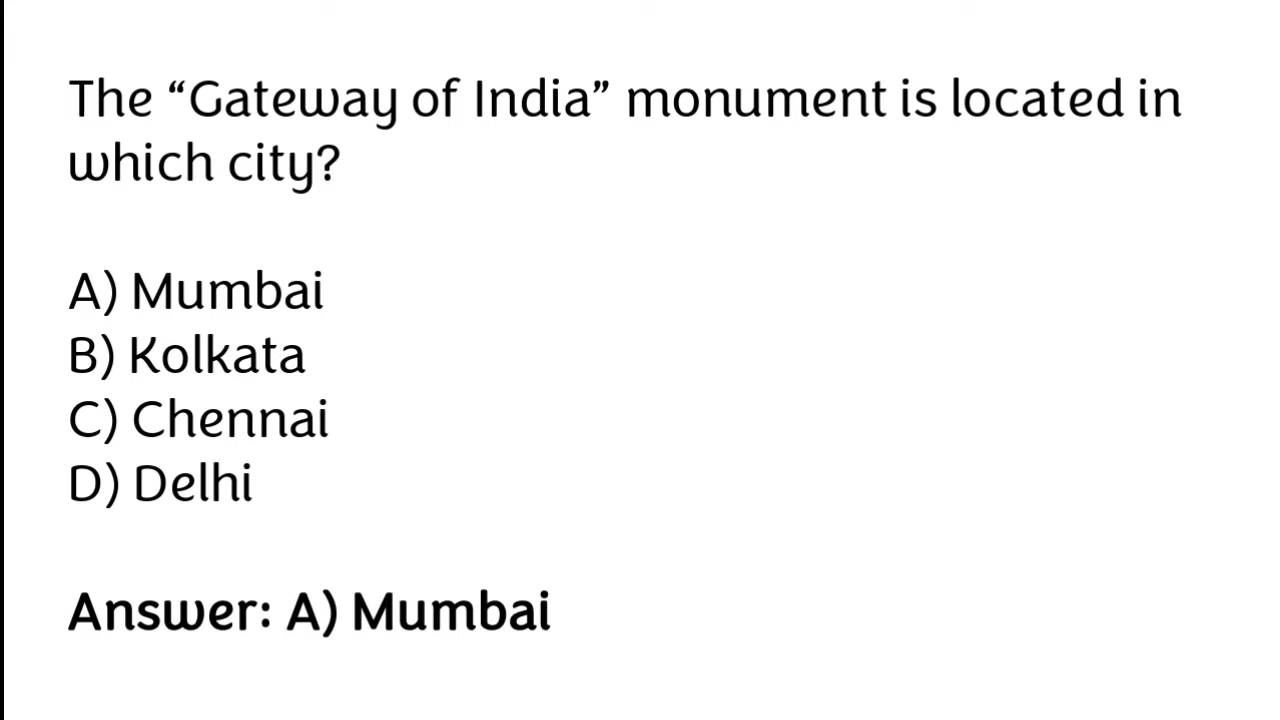 The “Gateway of India” monument is located in
which city?
A) Mumbai
B) Kolkata
C) Chennai
D) Delhi
Answer: A) Mumbai